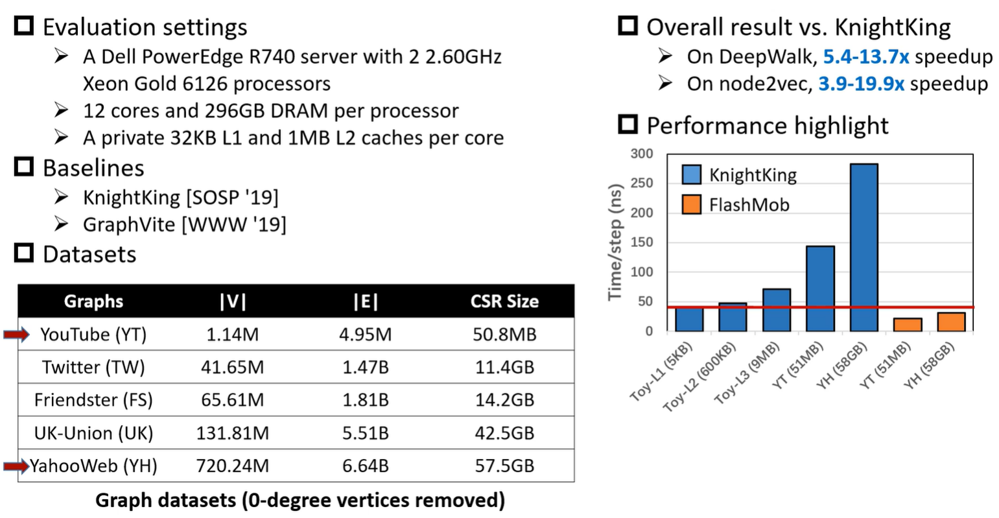 Evaluation settings
A Dell PowerEdge R740 server with 2 2.60GHz
Xeon Gold 6126 processors
12 cores and 296GB DRAM per processor
A private 32KB L1 and 1MB L2 caches per core
Baselines
KnightKing [SOSP '19]
GraphVite [WWW '19]
Datasets
Graphs |V| |E| CSR Size
YouTube (YT) 1.14M 4.95M 50.8MB
Twitter (TW) 41.65M 1.47B 11.4GB
Friendster (FS) 65.61M 1.81B 14.2GB
UK-Union (UK) 131.81M 5.51B 42.5GB
YahooWeb (YH) 720.24M 6.64B 57.5GB
Graph datasets (0-degree vertices removed)
Overall result vs. KnightKing
On DeepWalk, 5.4-13.7x speedup
On node2vec, 3.9-19.9x speedup
Performance highlight
Time/step (ns)
300
250
200
150
100
50
0
KnightKing
FlashMob
Toy-L1 (5KB)
Toy-L2 (600KB)
Toy-L3 (9MB)
YT (51MB)
YH (58GB)
YT (51MB)
YH (58GB)